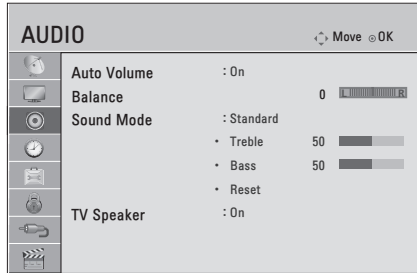 AUDIO Move OK
Auto Volume : On
Balance 0 L R
Sound Mode : Standard
• Treble 50
• Bass 50
• Reset
TV Speaker : On